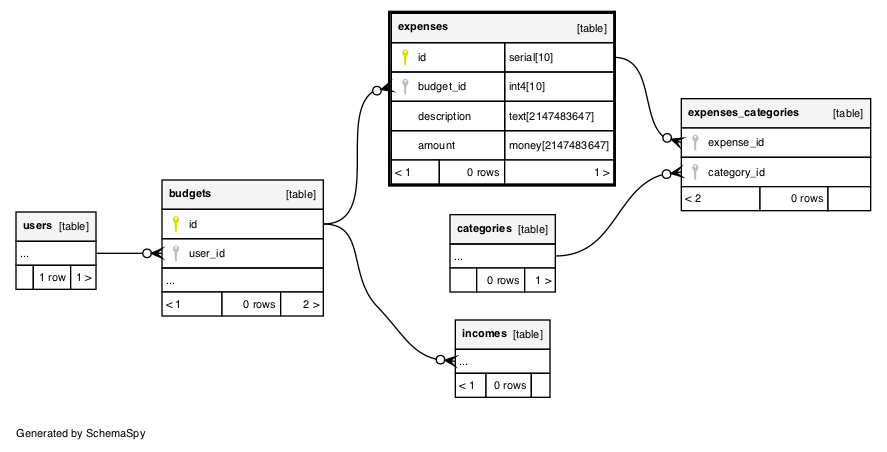 expenses [table]
id serial[10]
budget_id int4[10]
description text[2147483647]
amount money[2147483647]
< 1 0 rows 1 >
expenses_categories [table]
expense_id
category_id
< 2 0 rows
budgets [table]
id
user_id
...
< 1 0 rows 2 >
users [table]
...
1 row 1 >
categories [table]
...
0 rows 1 >
incomes [table]
...
< 1 0 rows
Generated by SchemaSpy